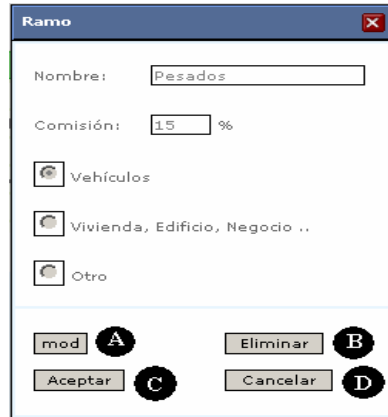 Ramo
Nombre: Pesados
Comisión: 15 %
Vehículos
Vivienda, Edificio, Negocio ..
Otro
mod A Eliminar B
Aceptar C Cancelar D